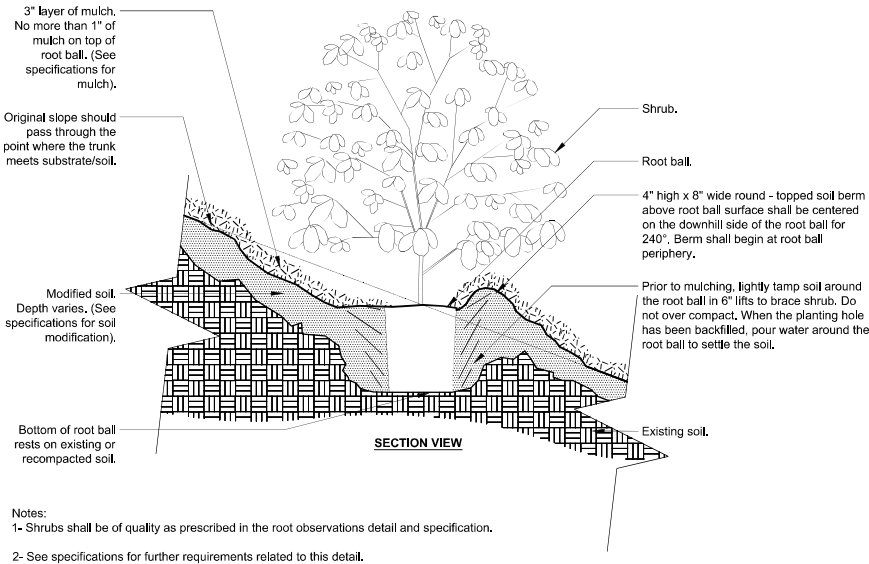 3" layer of mulch.
No more than 1" of
mulch on top of
root ball. (See
specifications for
mulch).
Original slope should
pass through the
point where the trunk
meets substrate/soil.
Modified soil.
Depth varies. (See
specifications for soil
modification).
Bottom of root ball
rests on existing or
recompacted soil.
Shrub.
Root ball.
4" high x 8" wide round - topped soil berm
above root ball surface shall be centered
on the downhill side of the root ball for
240°. Berm shall begin at root ball
periphery.
Prior to mulching, lightly tamp soil around
the root ball in 6" lifts to brace shrub. Do
not over compact. When the planting hole
has been backfilled, pour water around the
root ball to settle the soil.
Existing soil.
SECTION VIEW
Notes:
1- Shrubs shall be of quality as prescribed in the root observations detail and specification.
2- See specifications for further requirements related to this detail.